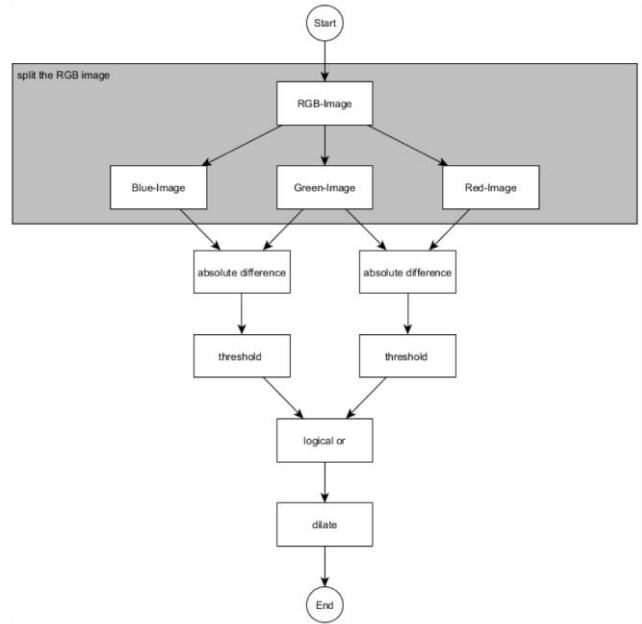 Start
split the RGB image
RGB-Image
Blue-Image
Green-Image
Red-Image
absolute difference
absolute difference
threshold
threshold
logical or
dilate
End